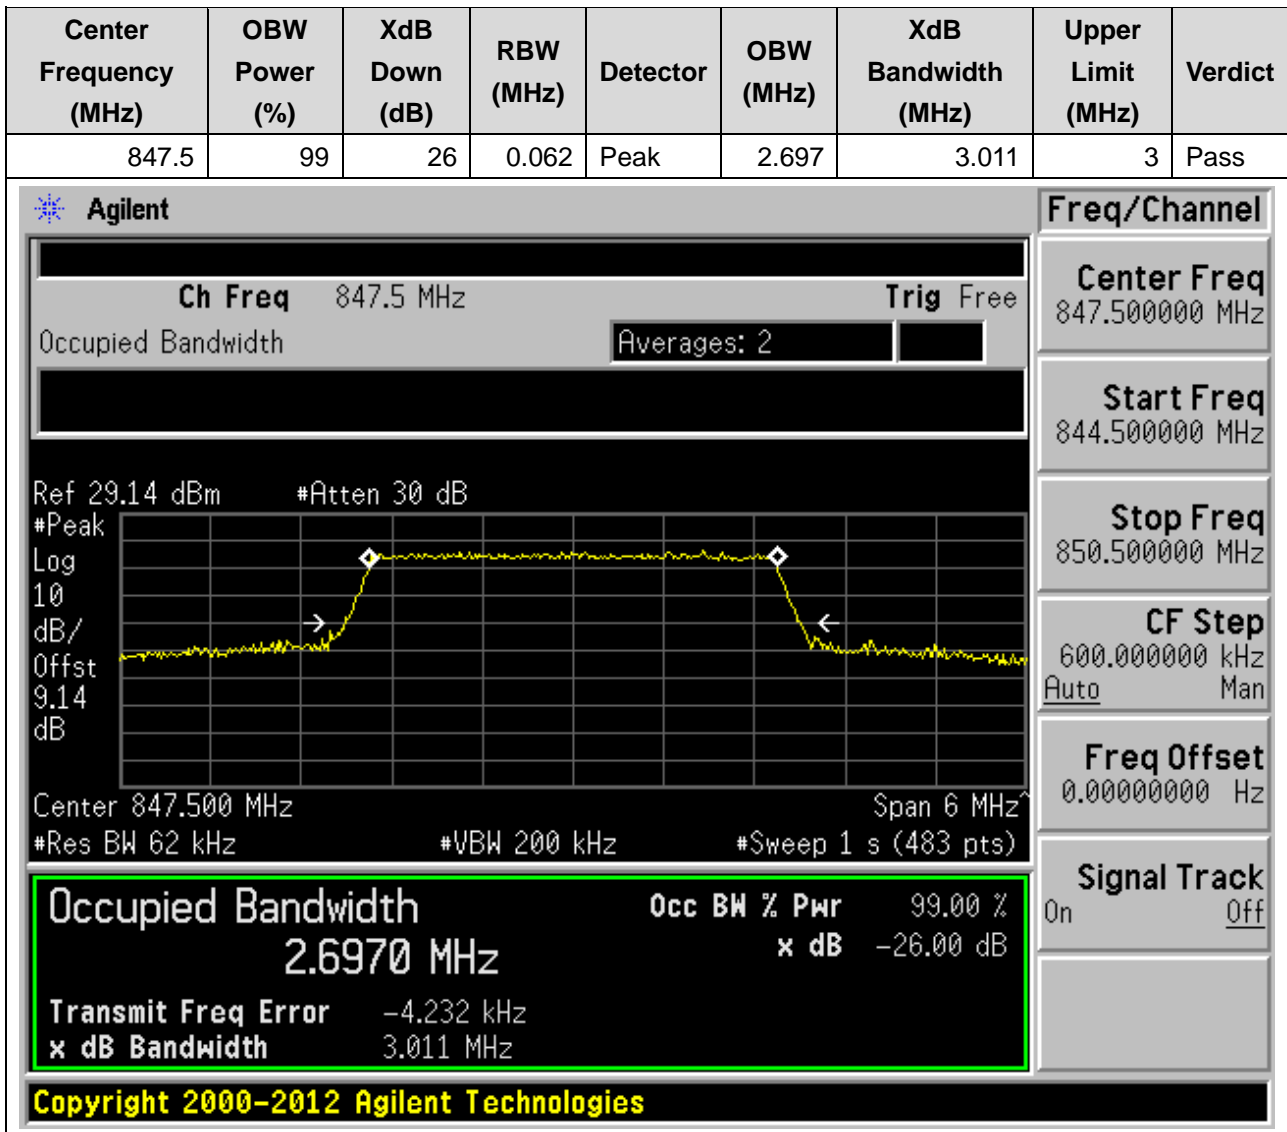 Center Frequency (MHz) OBW Power (%) XdB Down (dB) RBW (MHz) Detector OBW (MHz) XdB Bandwidth (MHz) Upper Limit (MHz) Verdict
847.5 99 26 0.062 Peak 2.697 3.011 3 Pass
Agilent
Freq/Channel
Ch Freq 847.5 MHz Trig Free
Occupied Bandwidth Averages: 2
Center Freq
847.500000 MHz
Start Freq
844.500000 MHz
Stop Freq
850.500000 MHz
CF Step
600.000000 kHz
Auto Man
Freq Offset
0.00000000 Hz
Signal Track
On Off
Ref 29.14 dBm #Atten 30 dB
#Peak
Log
10
dB/
Offst
9.14
dB
Center 847.500 MHz Span 6 MHz^
#Res BW 62 kHz #VBW 200 kHz #Sweep 1 s (483 pts)
Occupied Bandwidth Occ BW % Pwr 99.00 %
2.6970 MHz x dB -26.00 dB
Transmit Freq Error -4.232 kHz
x dB Bandwidth 3.011 MHz
Copyright 2000-2012 Agilent Technologies